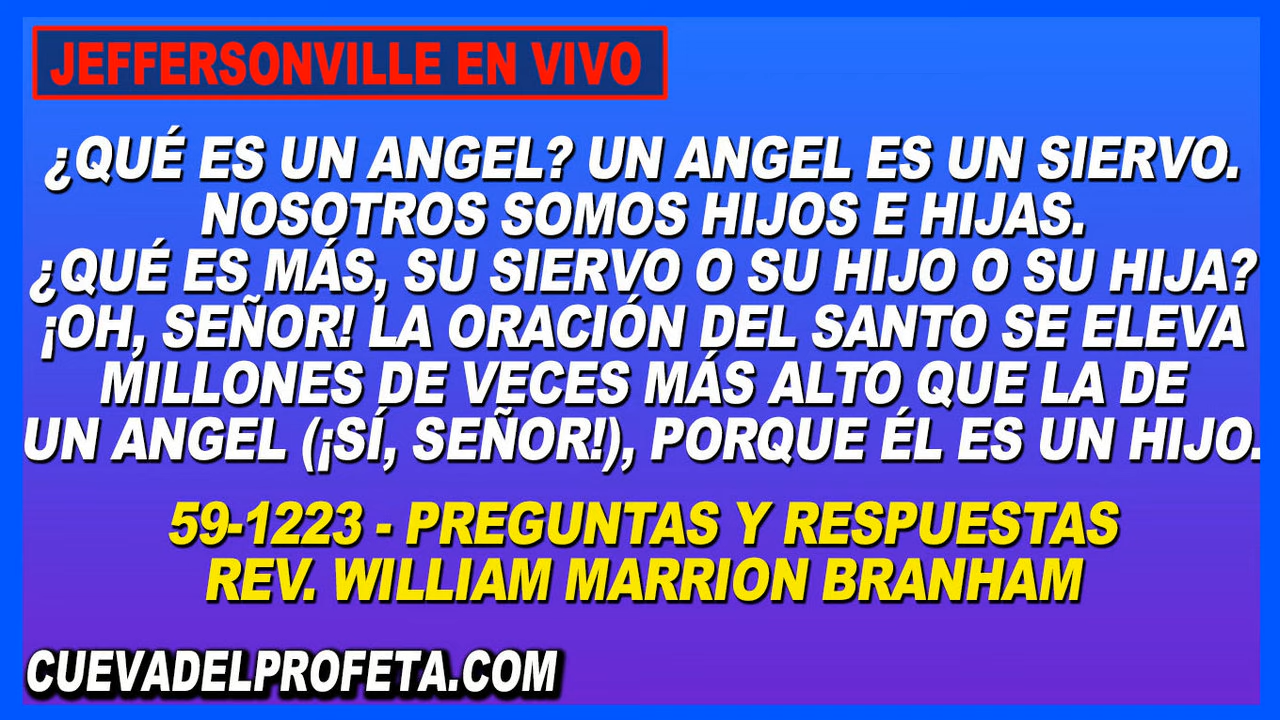 JEFFERSONVILLE EN VIVO
¿QUÉ ES UN ANGEL? UN ANGEL ES UN SIERVO.
NOSOTROS SOMOS HIJOS E HIJAS.
¿QUÉ ES MÁS, SU SIERVO O SU HIJO O SU HIJA?
¡OH, SEÑOR! LA ORACIÓN DEL SANTO SE ELEVA
MILLONES DE VECES MÁS ALTO QUE LA DE
UN ANGEL (¡SÍ, SEÑOR!), PORQUE ÉL ES UN HIJO.
59-1223 - PREGUNTAS Y RESPUESTAS
REV. WILLIAM MARRION BRANHAM
CUEVADELPROFETA.COM